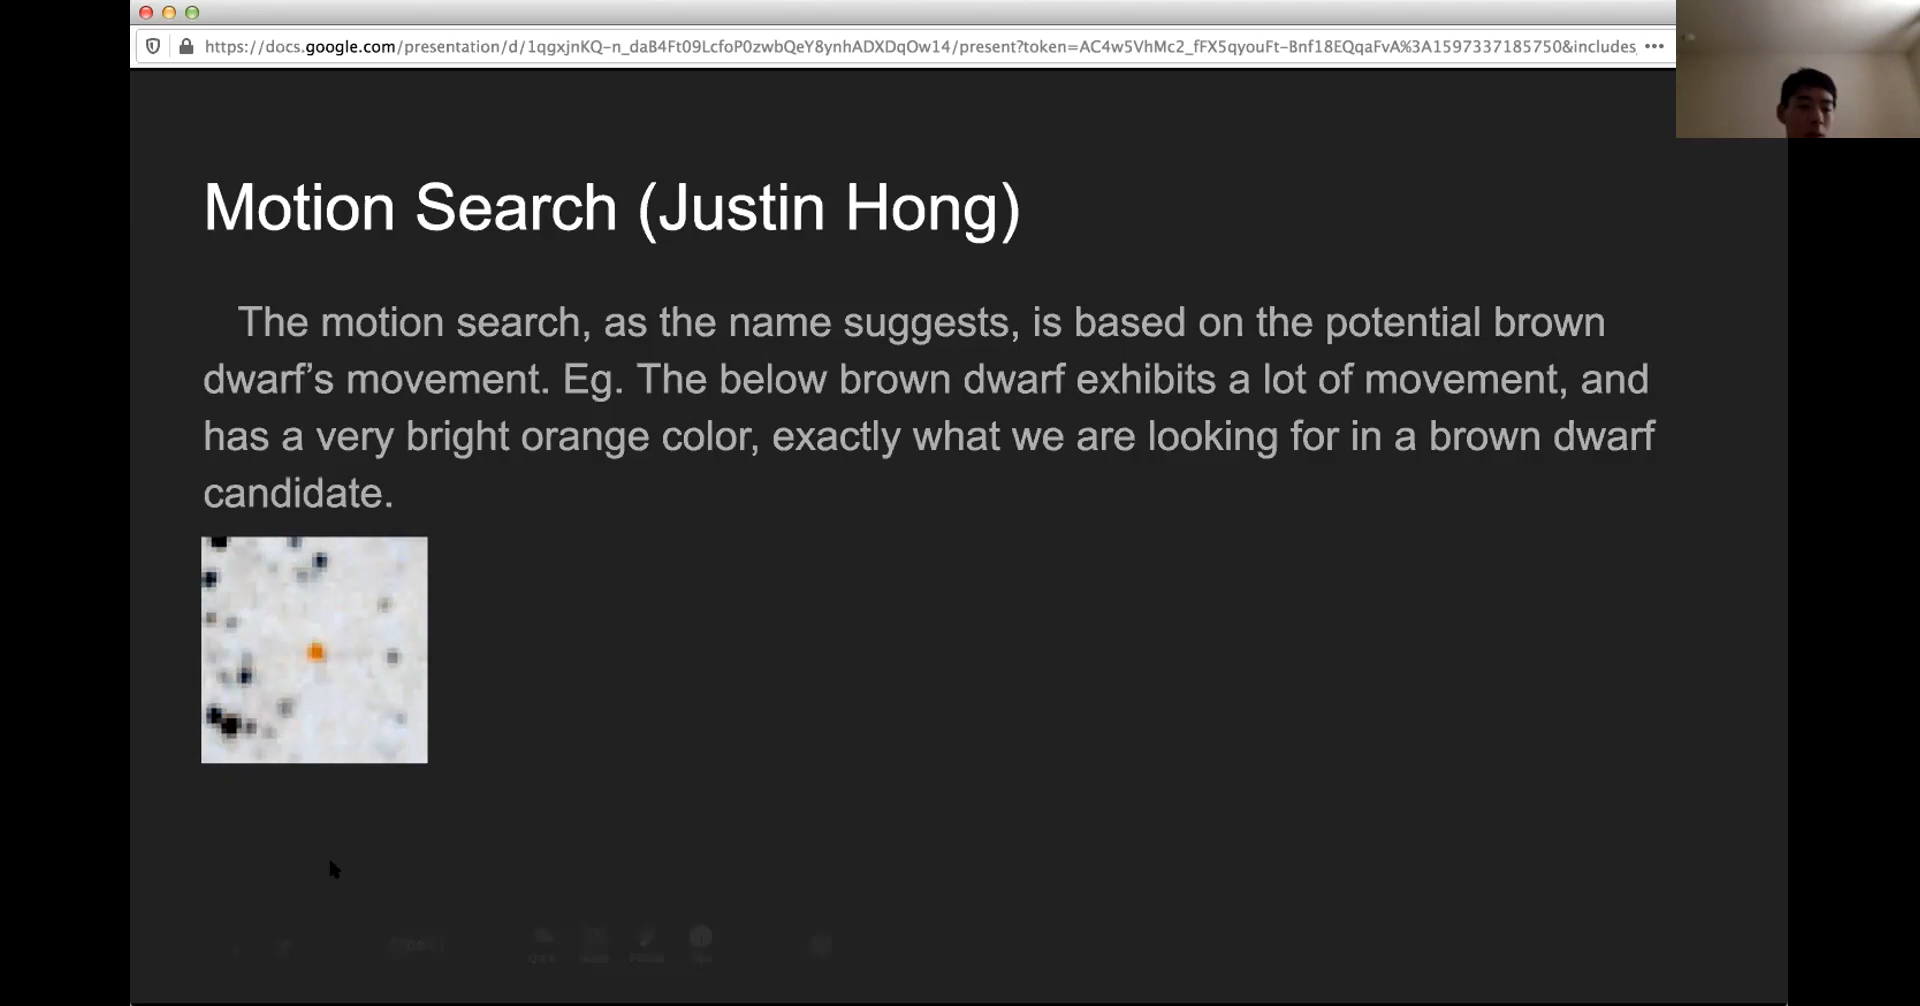 https://docs.google.com/presentation/d/1qgxjnKQ-n_daB4Ft09LcfoP0zwbQeY8ynhADXDqOw14/present?token=AC4w5VhMc2_fFX5qyouFt-Bnf18EQqaFvA%3A1597337185750&includes
Motion Search (Justin Hong)
The motion search, as the name suggests, is based on the potential brown
dwarf’s movement. Eg. The below brown dwarf exhibits a lot of movement, and
has a very bright orange color, exactly what we are looking for in a brown dwarf
candidate.